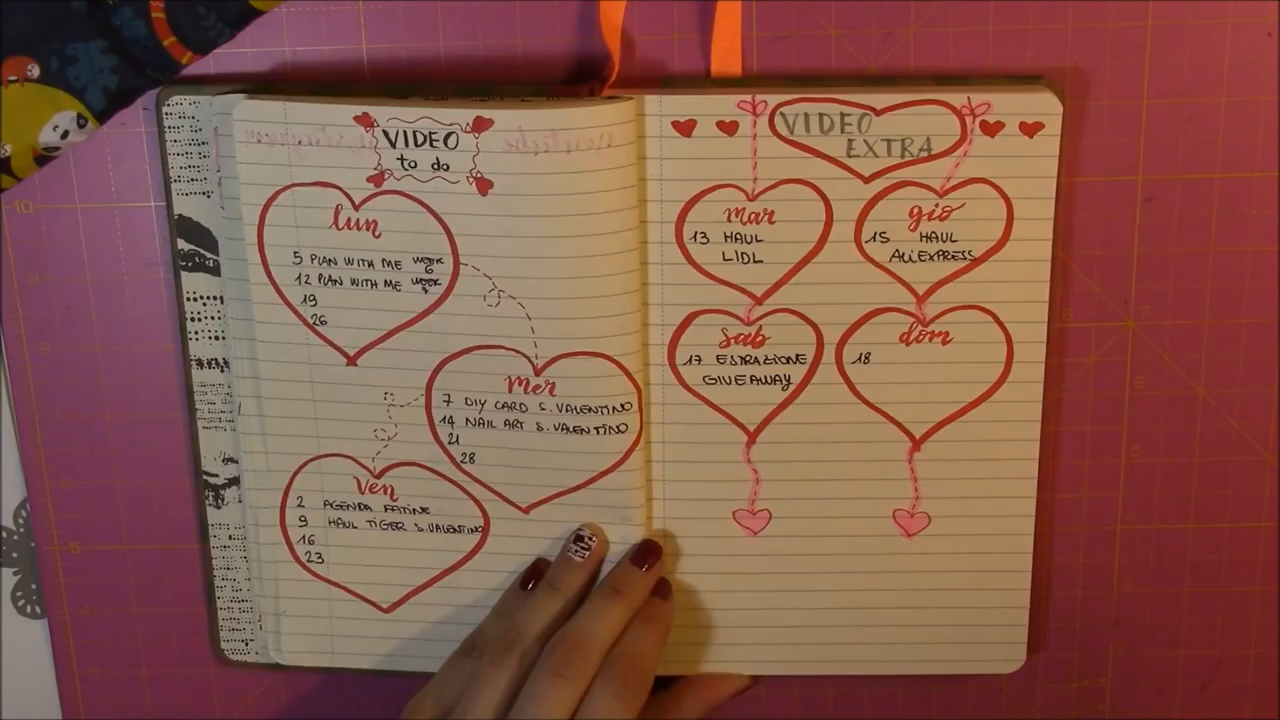 VIDEO
to do
lun
5 PLAN WITH ME WEEK 6
12 PLAN WITH ME WEEK 7
19
26
Mer
7 DIY CARD S. VALENTINO
14 NAIL ART S. VALENTINO
21
28
Ven
2 AGENDA FATINE
9 HAUL TIGER S. VALENTINO
16
23
VIDEO
EXTRA
mar
13 HAUL
LIDL
gio
15 HAUL
ALIEXPRESS
sab
17 ESTRAZIONE
GIVEAWAY
dom
18
10